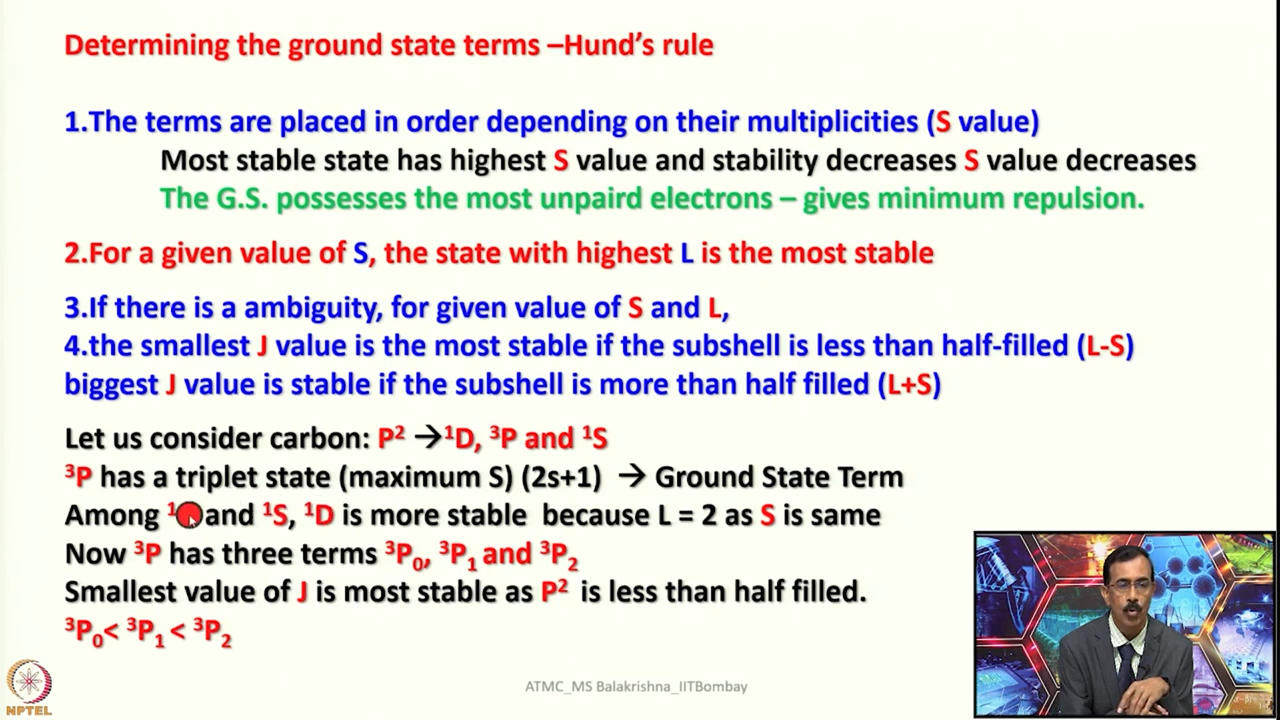 Determining the ground state terms –Hund's rule
1.The terms are placed in order depending on their multiplicities (S value)
Most stable state has highest S value and stability decreases S value decreases
The G.S. possesses the most unpaird electrons – gives minimum repulsion.
2.For a given value of S, the state with highest L is the most stable
3.If there is a ambiguity, for given value of S and L,
4.the smallest J value is the most stable if the subshell is less than half-filled (L-S)
biggest J value is stable if the subshell is more than half filled (L+S)
Let us consider carbon: P² →¹D, ³P and ¹S
³P has a triplet state (maximum S) (2s+1) → Ground State Term
Among ¹ and ¹S, ¹D is more stable because L = 2 as S is same
Now ³P has three terms ³P₀, ³P₁ and ³P₂
Smallest value of J is most stable as P² is less than half filled.
³P₀< ³P₁ < ³P₂
NPTEL
ATMC_MS Balakrishna_IITBombay